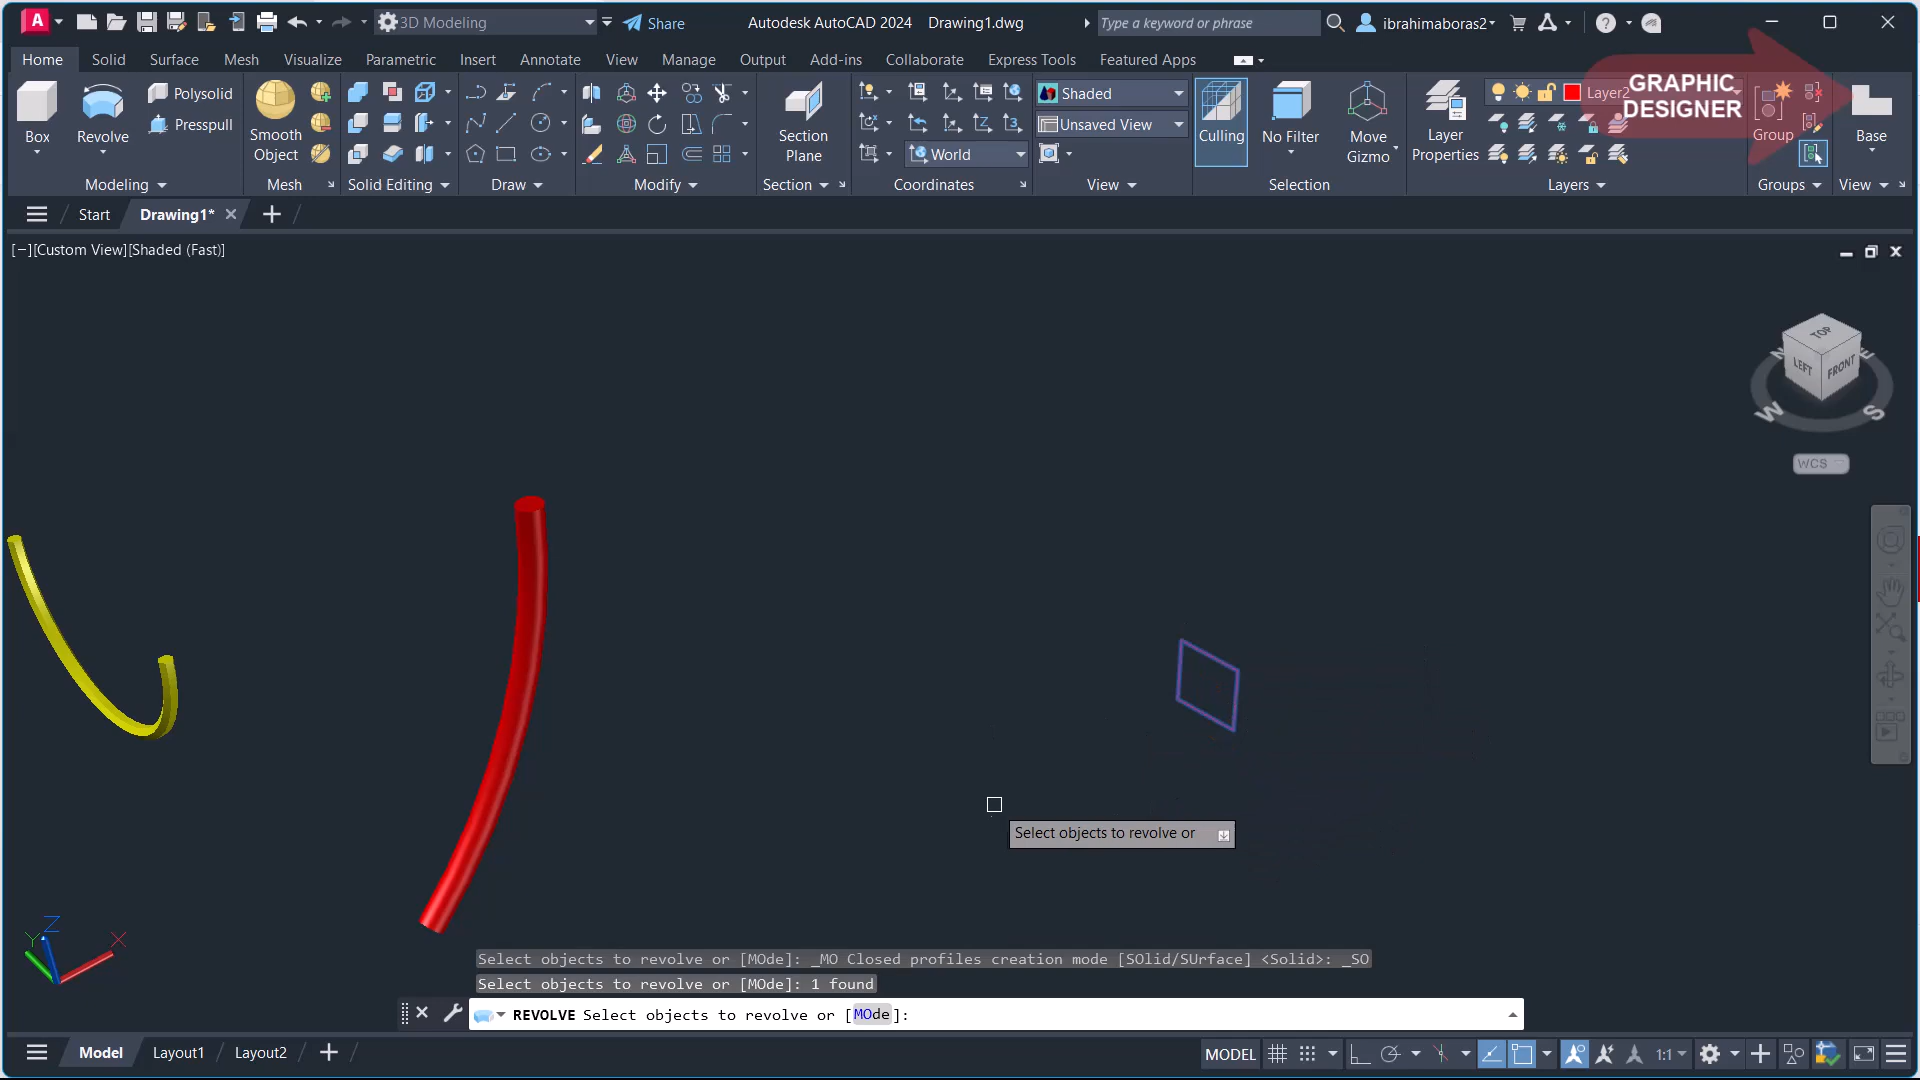 3D Modeling
Share
Autodesk AutoCAD 2024 Drawing1.dwg
Type a keyword or phrase
ibrahimaboras2
Home Solid Surface Mesh Visualize Parametric Insert Annotate View Manage Output Add-ins Collaborate Express Tools Featured Apps
Box
Revolve
Polysolid
Presspull
Modeling
Smooth
Object
Mesh
Solid Editing
Draw
Modify
Section
Plane
Section
World
Coordinates
Shaded
Unsaved View
View
Culling
No Filter
Move
Gizmo
Selection
Layer
Properties
Layer2
Layers
GRAPHIC
DESIGNER
Group
Groups
Base
View
Start
Drawing1*
[−][Custom View][Shaded (Fast)]
TOP
LEFT
FRONT
W
S
WCS
Select objects to revolve or
Z
Y
X
Select objects to revolve or [MOde]: _MO Closed profiles creation mode [SOlid/SUrface] <Solid>: _SO
Select objects to revolve or [MOde]: 1 found
REVOLVE Select objects to revolve or [MOde]:
Model Layout1 Layout2
MODEL
1:1